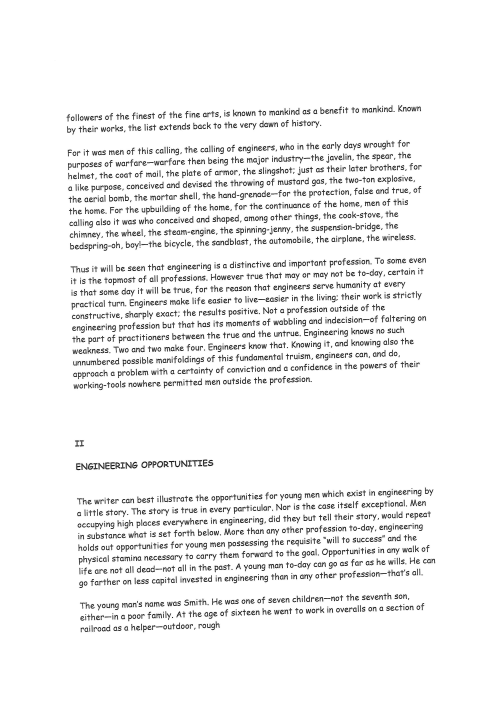 followers of the finest of the fine arts, is known to mankind as a benefit to mankind. Known
by their works, the list extends back to the very dawn of history.
For it was men of this calling, the calling of engineers, who in the early days wrought for
purposes of warfare—warfare then being the major industry—the javelin, the spear, the
helmet, the coat of mail, the plate of armor, the slingshot; just as their later brothers, for
a like purpose, conceived and devised the throwing of mustard gas, the two-ton explosive,
the aerial bomb, the mortar shell, the hand-grenade—for the protection, false and true, of
the home. For the upbuilding of the home, for the continuance of the home, men of this
calling also it was who conceived and shaped, among other things, the cook-stove, the
chimney, the wheel, the steam-engine, the spinning-jenny, the suspension-bridge, the
bedspring-oh, boy!—the bicycle, the sandblast, the automobile, the airplane, the wireless.
Thus it will be seen that engineering is a distinctive and important profession. To some even
it is the topmost of all professions. However true that may or may not be to-day, certain it
is that some day it will be true, for the reason that engineers serve humanity at every
practical turn. Engineers make life easier to live—easier in the living; their work is strictly
constructive, sharply exact; the results positive. Not a profession outside of the
engineering profession but that has its moments of wabbling and indecision—of faltering on
the part of practitioners between the true and the untrue. Engineering knows no such
weakness. Two and two make four. Engineers know that. Knowing it, and knowing also the
unnumbered possible manifoldings of this fundamental truism, engineers can, and do,
approach a problem with a certainty of conviction and a confidence in the powers of their
working-tools nowhere permitted men outside the profession.
II
ENGINEERING OPPORTUNITIES
The writer can best illustrate the opportunities for young men which exist in engineering by
a little story. The story is true in every particular. Nor is the case itself exceptional. Men
occupying high places everywhere in engineering, did they but tell their story, would repeat
in substance what is set forth below. More than any other profession to-day, engineering
holds out opportunities for young men possessing the requisite "will to success" and the
physical stamina necessary to carry them forward to the goal. Opportunities in any walk of
life are not all dead—not all in the past. A young man to-day can go as far as he wills. He can
go farther on less capital invested in engineering than in any other profession—that's all.
The young man's name was Smith. He was one of seven children—not the seventh son,
either—in a poor family. At the age of sixteen he went to work in overalls on a section of
railroad as a helper—outdoor, rough